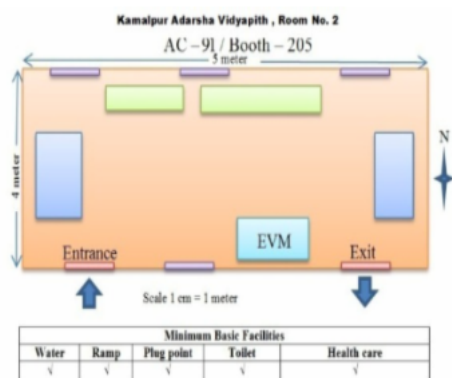 Kamalpur Adarsha Vidyapith , Room No. 2
AC – 91 / Booth – 205
5 meter
4 meter
N
Entrance
EVM
Exit
Scale 1 cm = 1 meter
Minimum Basic Facilities
Water Ramp Plug point Toilet Health care
√ √ √ √ √